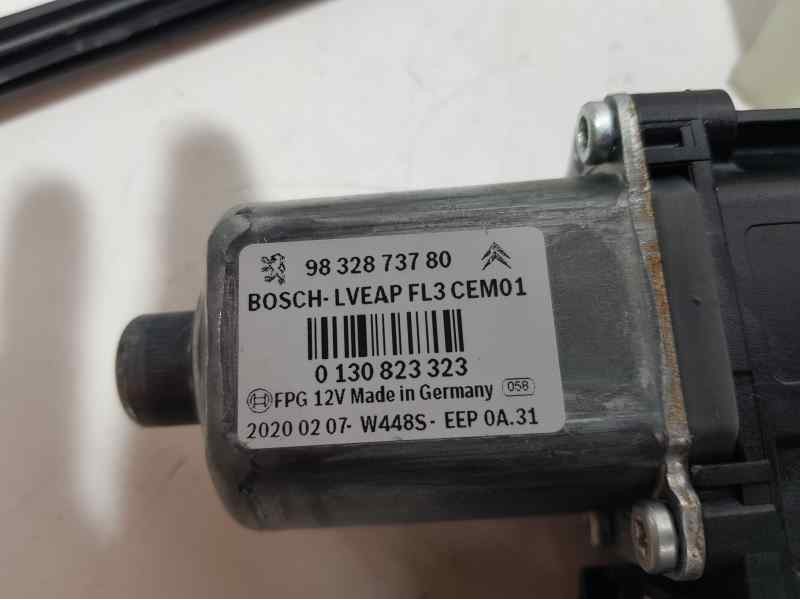 98 328 737 80
BOSCH- LVEAP FL3 CEM01
0 130 823 323
FPG 12V Made in Germany 058
2020 02 07- W448S- EEP 0A.31